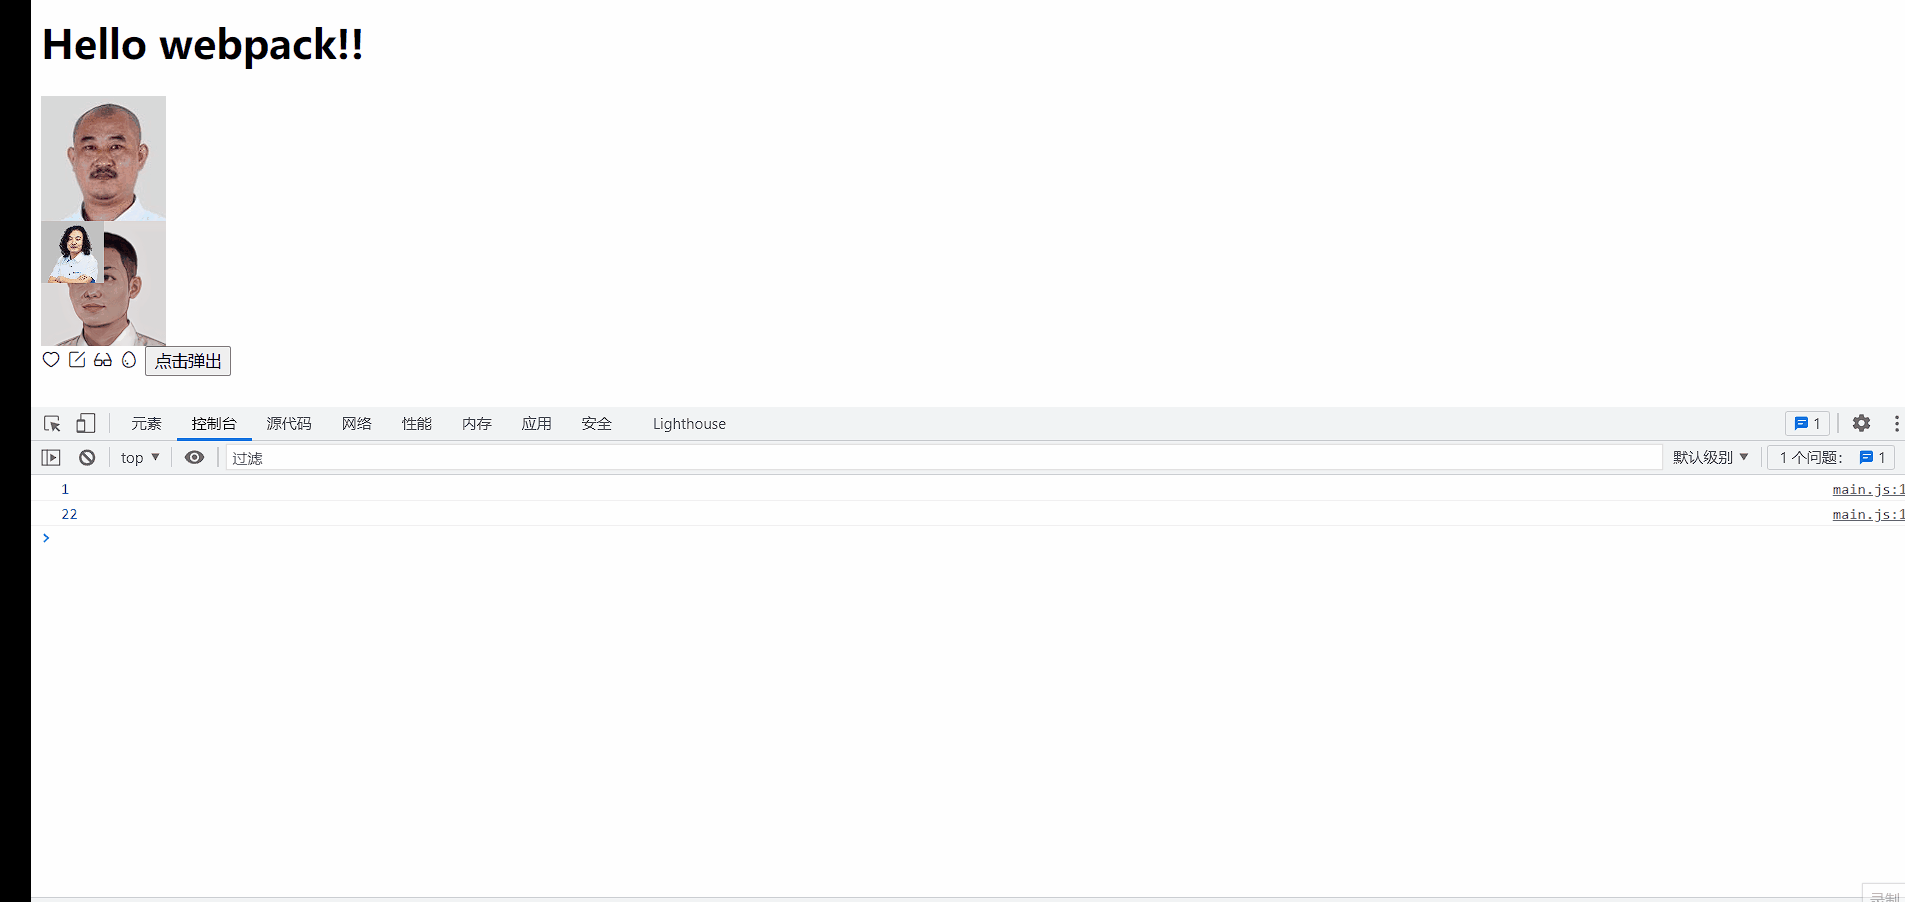 Hello webpack!!
点击弹出
元素 控制台 源代码 网络 性能 内存 应用 安全 Lighthouse 1
top 过滤 默认级别 1 个问题： 1
1 main.js:1
22 main.js:1
录制